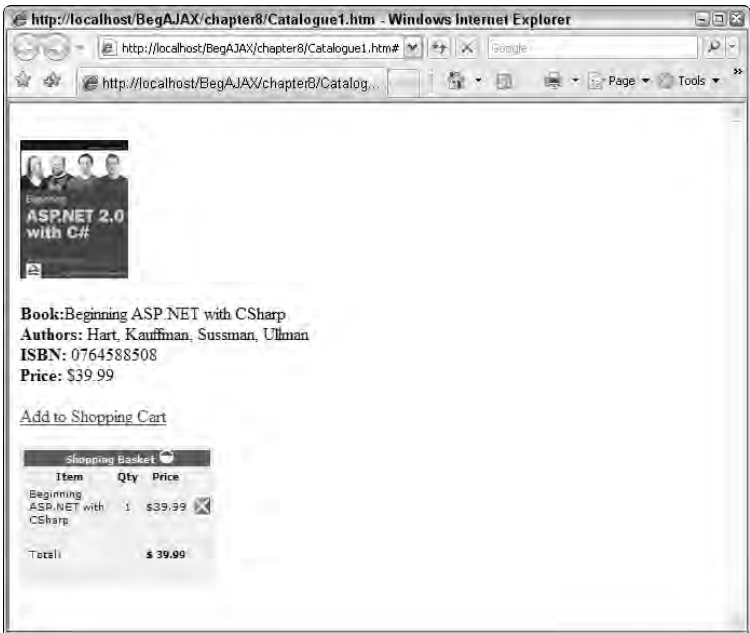 http://localhost/BegAJAX/chapter8/Catalogue1.htm - Windows Internet Explorer
http://localhost/BegAJAX/chapter8/Catalogue1.htm#
Google
http://localhost/BegAJAX/chapter8/Catalog...
Page
Tools
»
Beginning
ASP.NET 2.0
with C#
Book:Beginning ASP.NET with CSharp
Authors: Hart, Kauffman, Sussman, Ullman
ISBN: 0764588508
Price: $39.99
Add to Shopping Cart
Shopping Basket
Item Qty Price
Beginning
ASP.NET with 1 $39.99
CSharp
Total: $ 39.99